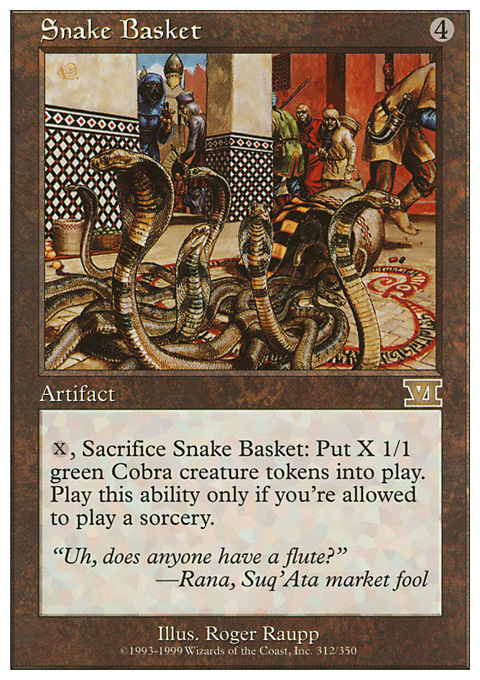 Snake Basket 4
Artifact VI
X, Sacrifice Snake Basket: Put X 1/1
green Cobra creature tokens into play.
Play this ability only if you’re allowed
to play a sorcery.
“Uh, does anyone have a flute?”
—Rana, Suq’Ata market fool
Illus. Roger Raupp
©1993-1999 Wizards of the Coast, Inc. 312/350